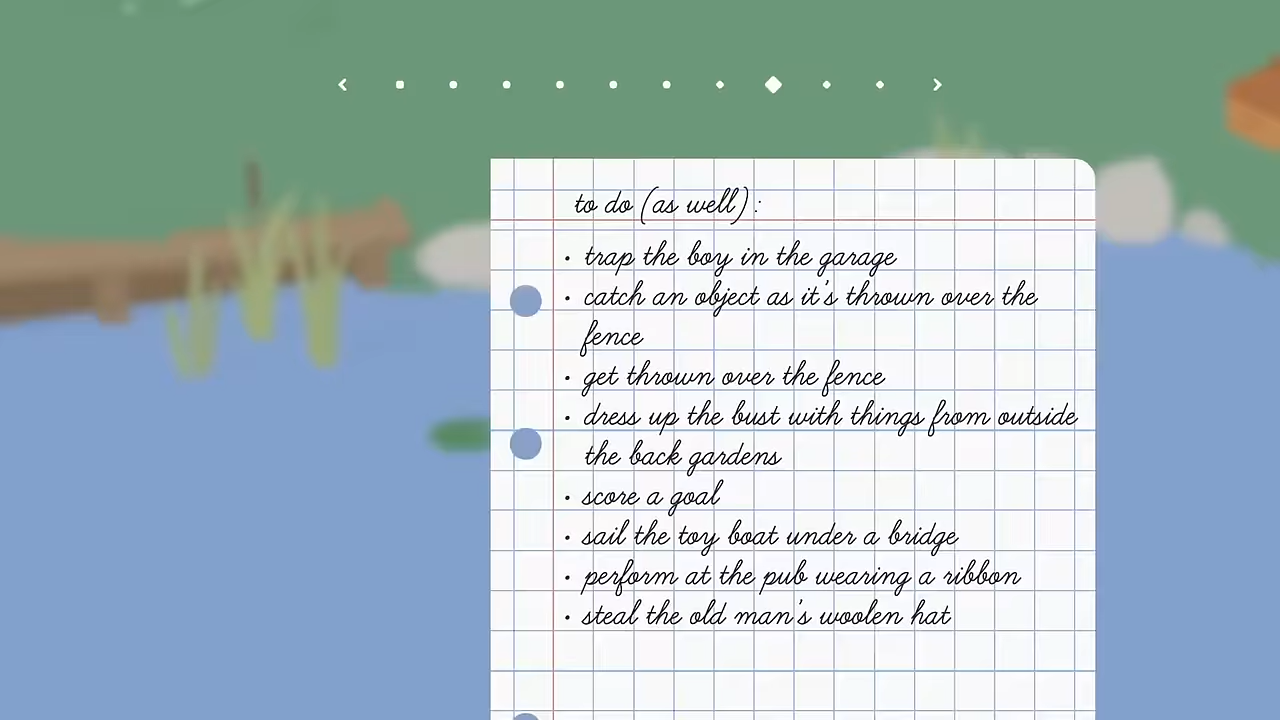 to do (as well):
• trap the boy in the garage
• catch an object as it's thrown over the
fence
• get thrown over the fence
• dress up the bust with things from outside
the back gardens
• score a goal
• sail the toy boat under a bridge
• perform at the pub wearing a ribbon
• steal the old man's woolen hat